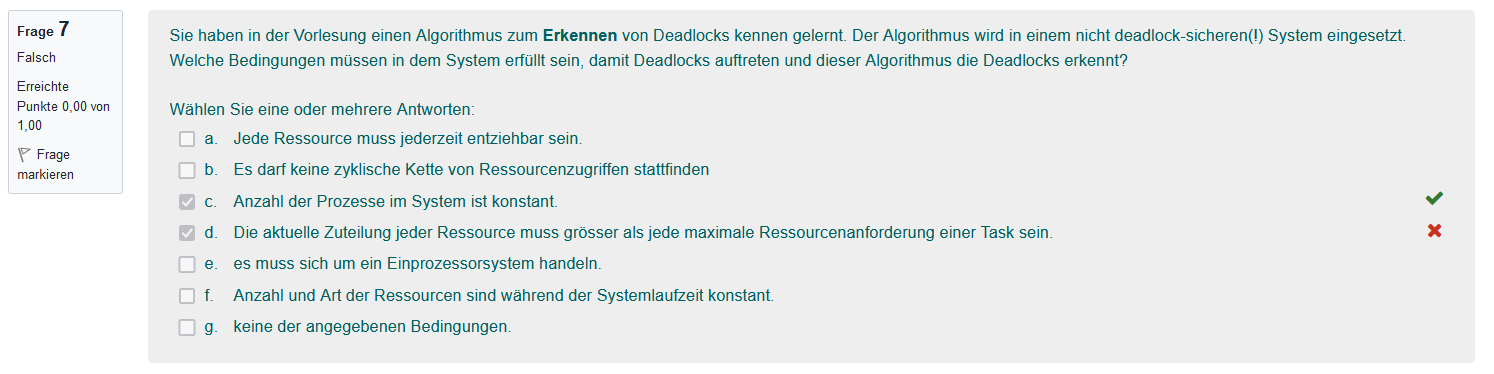 Frage 7
Falsch
Erreichte
Punkte 0,00 von
1,00
Frage
markieren
Sie haben in der Vorlesung einen Algorithmus zum Erkennen von Deadlocks kennen gelernt. Der Algorithmus wird in einem nicht deadlock-sicheren(!) System eingesetzt.
Welche Bedingungen müssen in dem System erfüllt sein, damit Deadlocks auftreten und dieser Algorithmus die Deadlocks erkennt?
Wählen Sie eine oder mehrere Antworten:
a. Jede Ressource muss jederzeit entziehbar sein.
b. Es darf keine zyklische Kette von Ressourcenzugriffen stattfinden
c. Anzahl der Prozesse im System ist konstant.
d. Die aktuelle Zuteilung jeder Ressource muss grösser als jede maximale Ressourcenanforderung einer Task sein.
e. es muss sich um ein Einprozessorsystem handeln.
f. Anzahl und Art der Ressourcen sind während der Systemlaufzeit konstant.
g. keine der angegebenen Bedingungen.